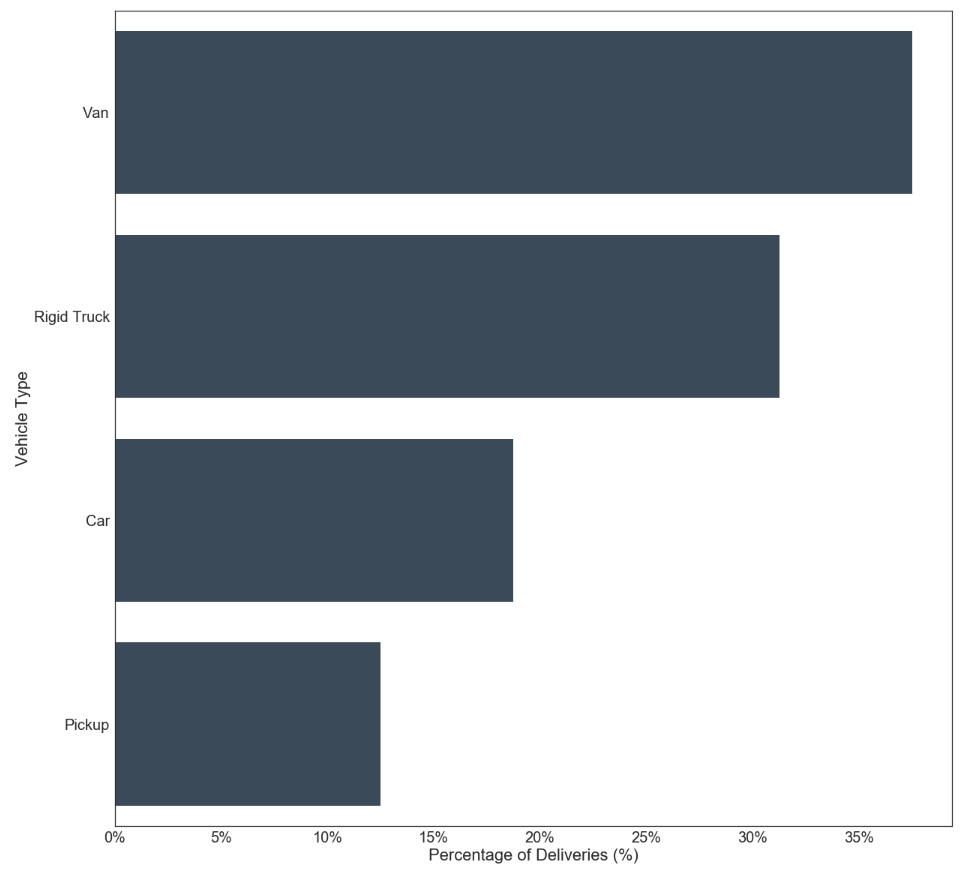 Van
Rigid Truck
Car
Pickup
Vehicle Type
0% 5% 10% 15% 20% 25% 30% 35%
Percentage of Deliveries (%)